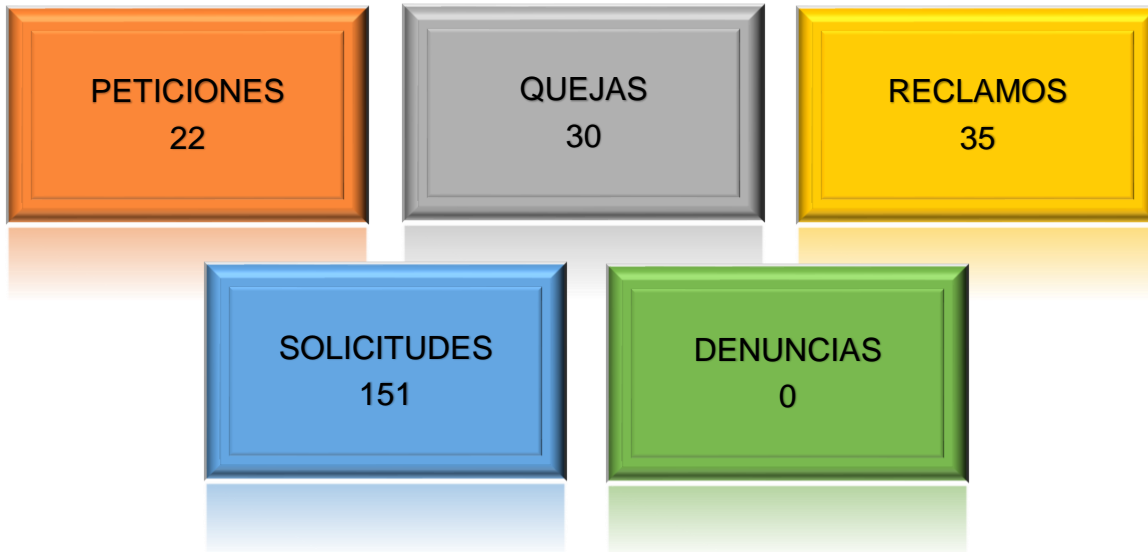 PETICIONES
22
QUEJAS
30
RECLAMOS
35
SOLICITUDES
151
DENUNCIAS
0